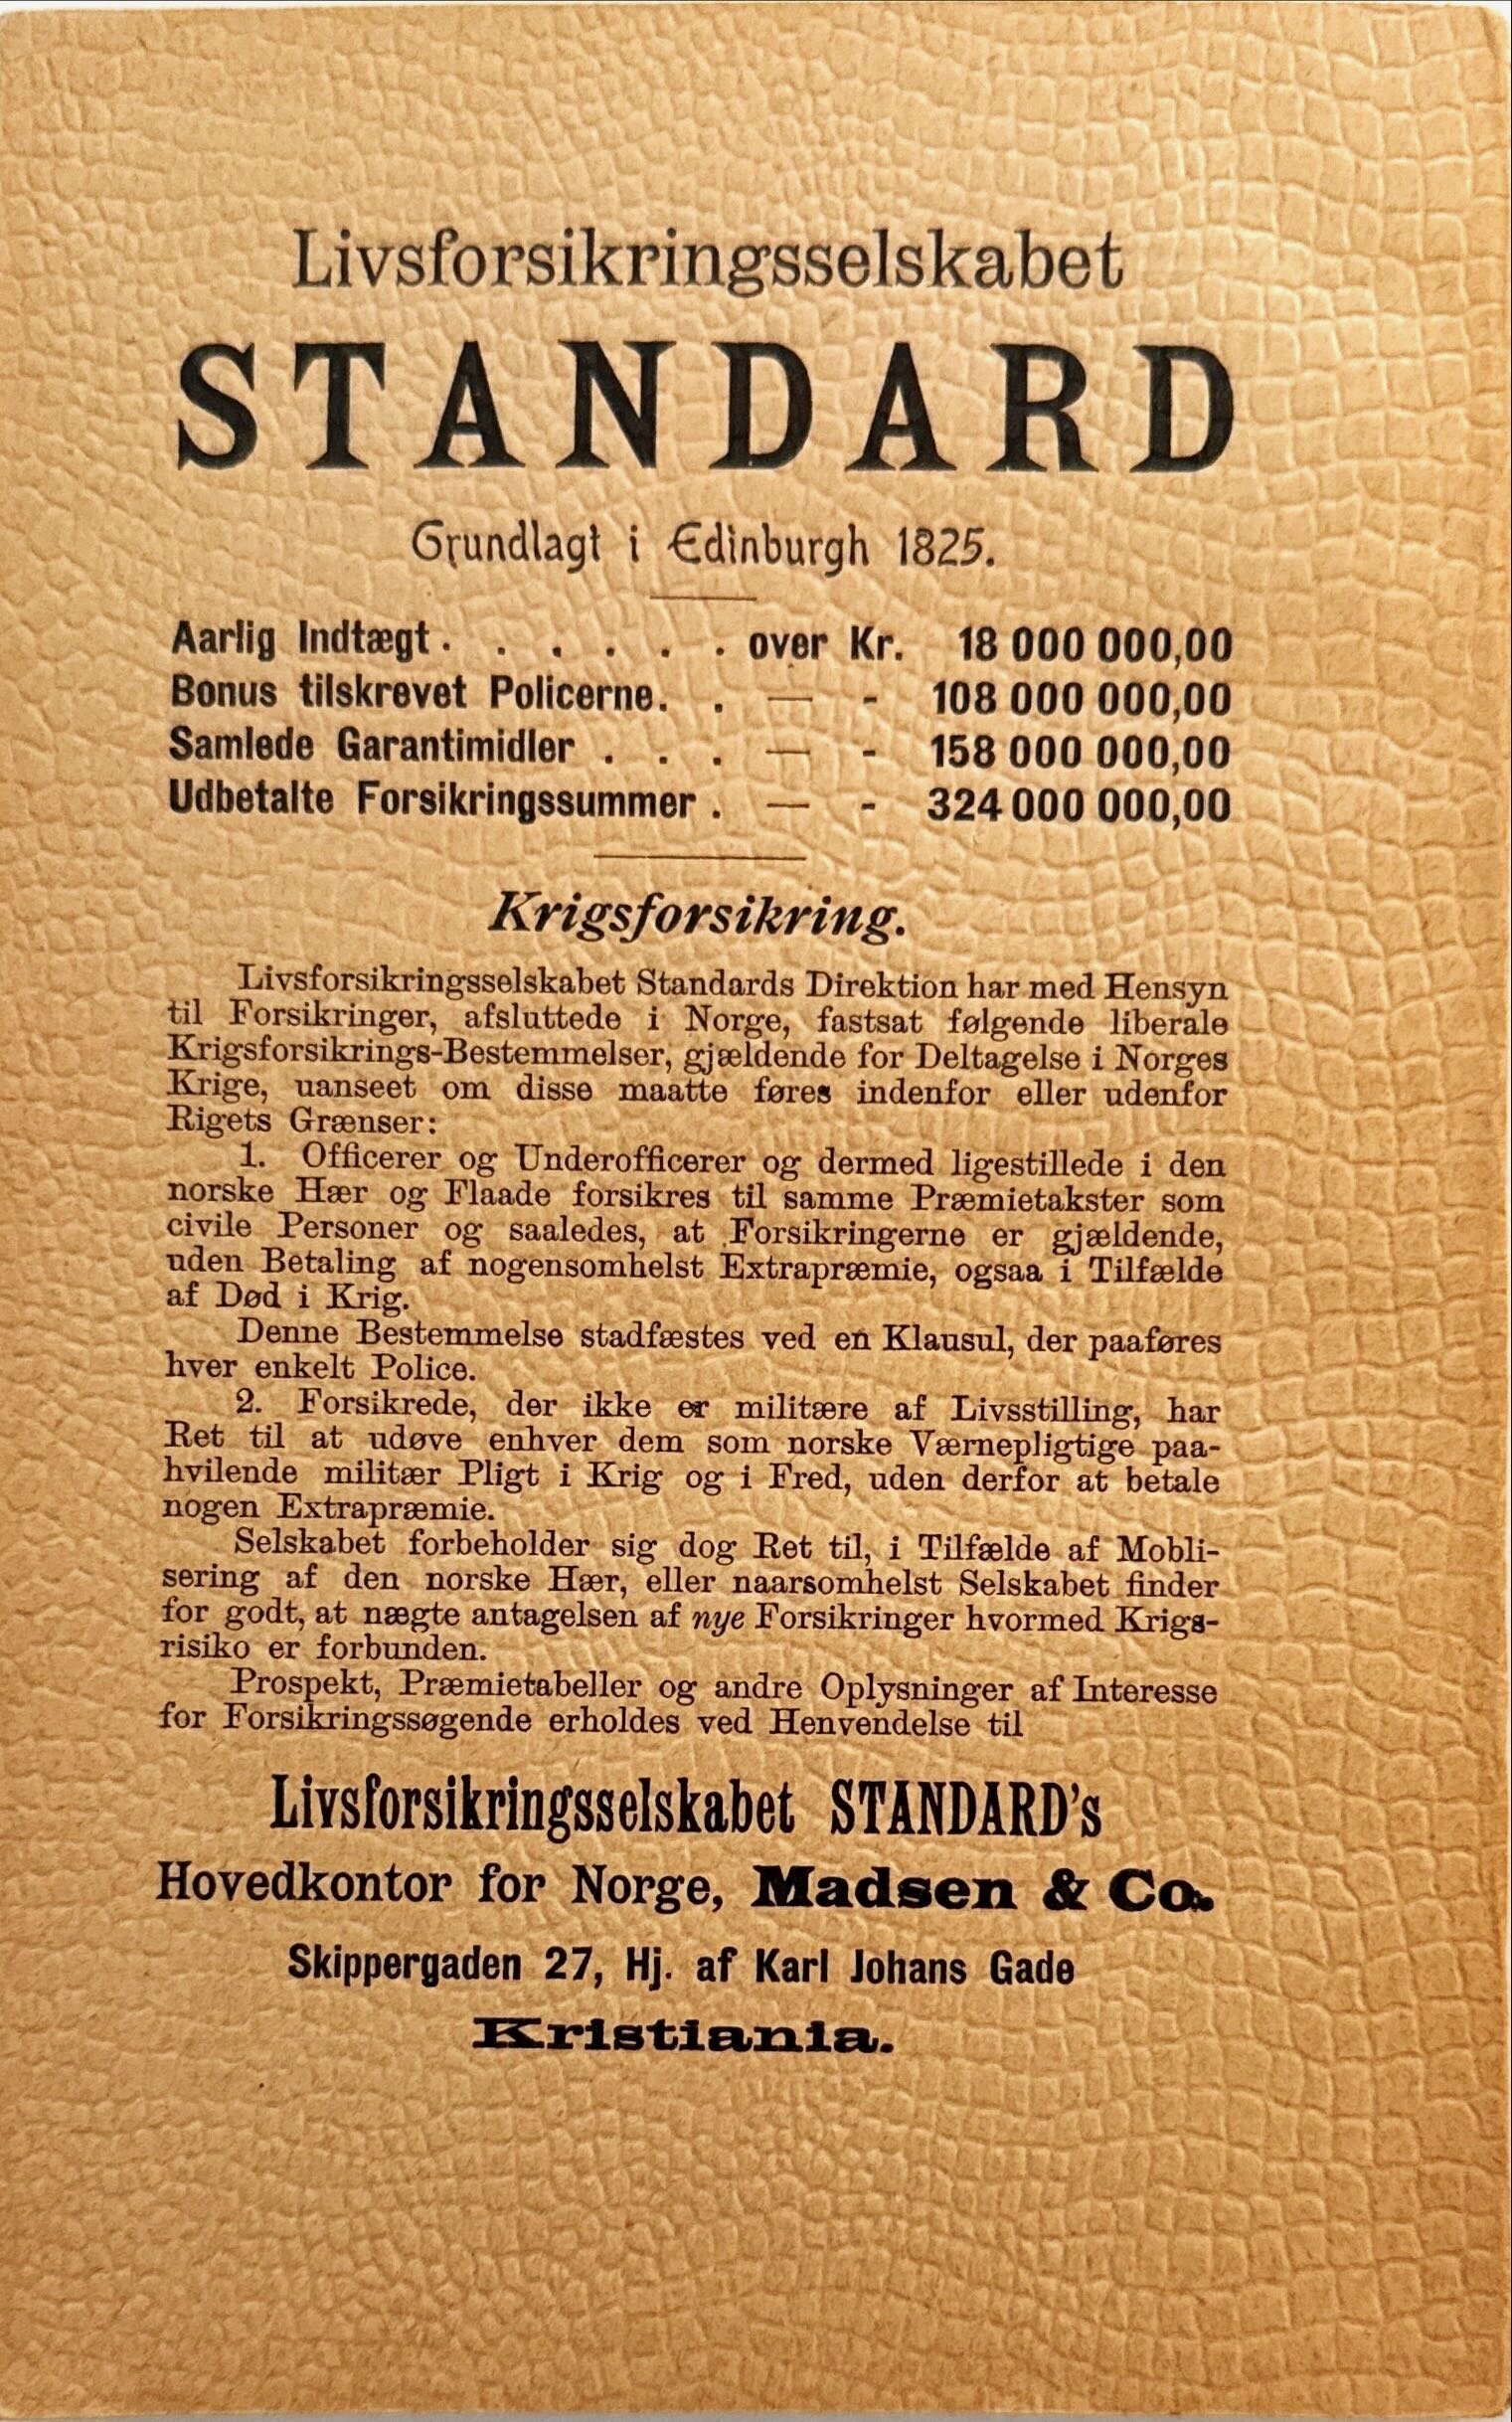 Livsforsikringsselskabet
STANDARD
Grundlagt i Edinburgh 1825.
Aarlig Indtægt . . . . . . over Kr. 18 000 000,00
Bonus tilskrevet Policerne. . — - 108 000 000,00
Samlede Garantimidler . . . — - 158 000 000,00
Udbetalte Forsikringssummer . — - 324 000 000,00
Krigsforsikring.
Livsforsikringsselskabet Standards Direktion har med Hensyn
til Forsikringer, afsluttede i Norge, fastsat følgende liberale
Krigsforsikrings-Bestemmelser, gjældende for Deltagelse i Norges
Krige, uanseet om disse maatte føres indenfor eller udenfor
Rigets Grænser:
1. Officerer og Underofficerer og dermed ligestillede i den
norske Hær og Flaade forsikres til samme Præmietakster som
civile Personer og saaledes, at Forsikringerne er gjældende,
uden Betaling af nogensomhelst Extrapræmie, ogsaa i Tilfælde
af Død i Krig.
Denne Bestemmelse stadfæstes ved en Klausul, der paaføres
hver enkelt Police.
2. Forsikrede, der ikke er militære af Livsstilling, har
Ret til at udøve enhver dem som norske Værnepligtige paa-
hvilende militær Pligt i Krig og i Fred, uden derfor at betale
nogen Extrapræmie.
Selskabet forbeholder sig dog Ret til, i Tilfælde af Mobli-
sering af den norske Hær, eller naarsomhelst Selskabet finder
for godt, at nægte antagelsen af nye Forsikringer hvormed Krigs-
risiko er forbunden.
Prospekt, Præmietabeller og andre Oplysninger af Interesse
for Forsikringssøgende erholdes ved Henvendelse til
Livsforsikringsselskabet STANDARD's
Hovedkontor for Norge, Madsen & Co.
Skippergaden 27, Hj. af Karl Johans Gade
Kristiania.